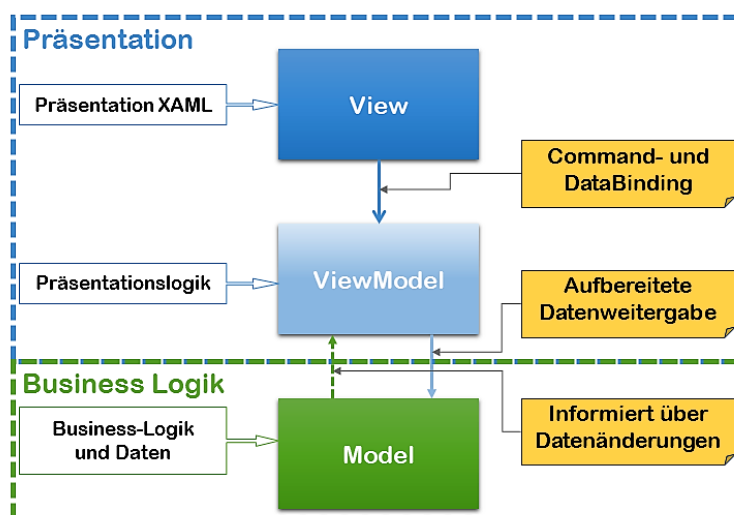 Präsentation
Präsentation XAML
View
Command- und
DataBinding
Präsentationslogik
ViewModel
Aufbereitete
Datenweitergabe
Business Logik
Business-Logik
und Daten
Model
Informiert über
Datenänderungen